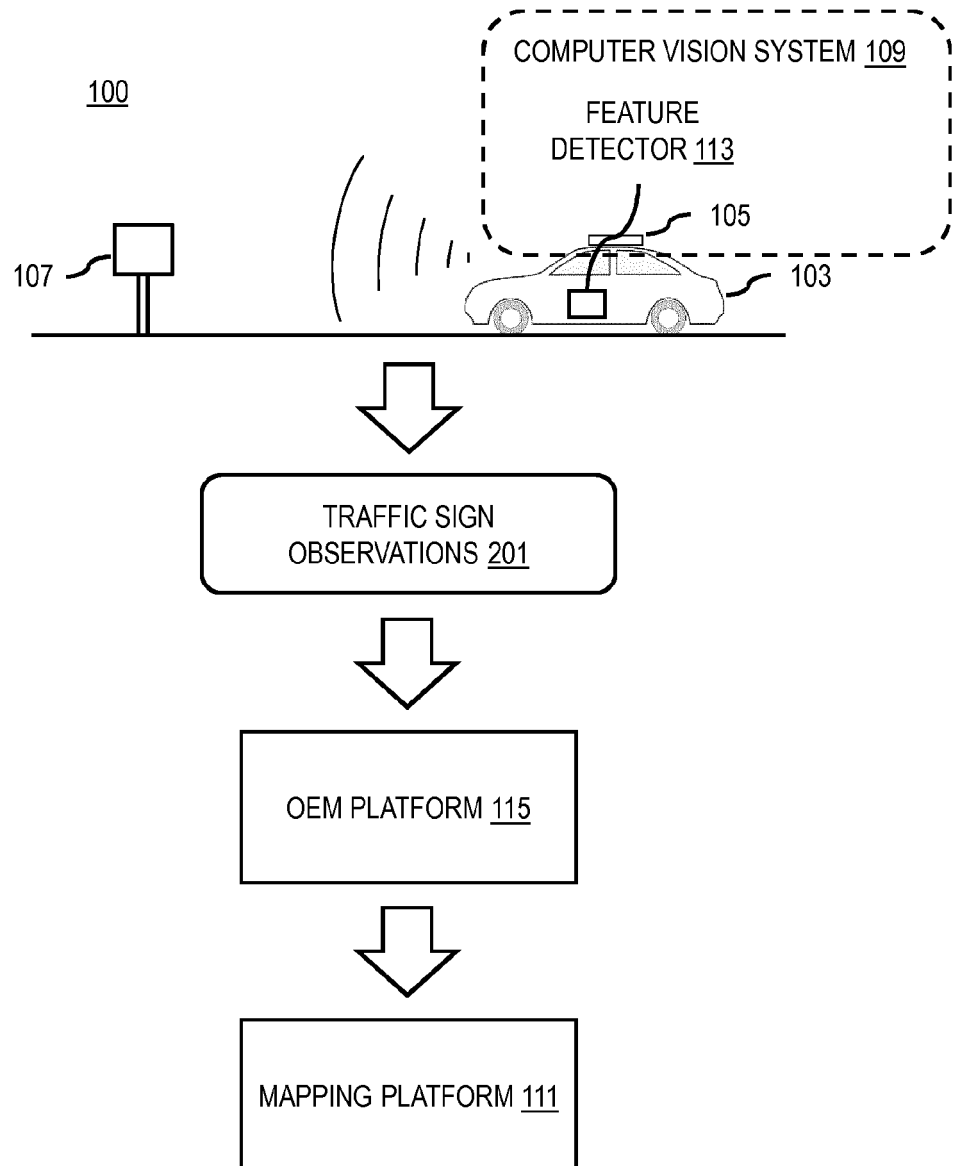 COMPUTER VISION SYSTEM 109
100
FEATURE
DETECTOR 113
105
107
103
TRAFFIC SIGN
OBSERVATIONS 201
OEM PLATFORM 115
MAPPING PLATFORM 111